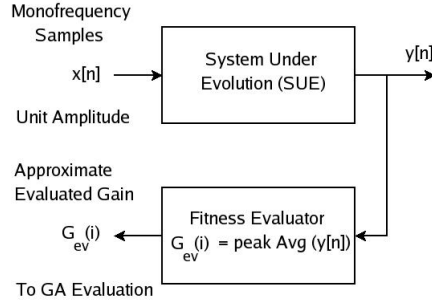 Monofrequency
Samples
x[n]
Unit Amplitude
System Under
Evolution (SUE)
y[n]
Approximate
Evaluated Gain
G_ev(i)
To GA Evaluation
Fitness Evaluator
G_ev(i) = peak Avg (y[n])